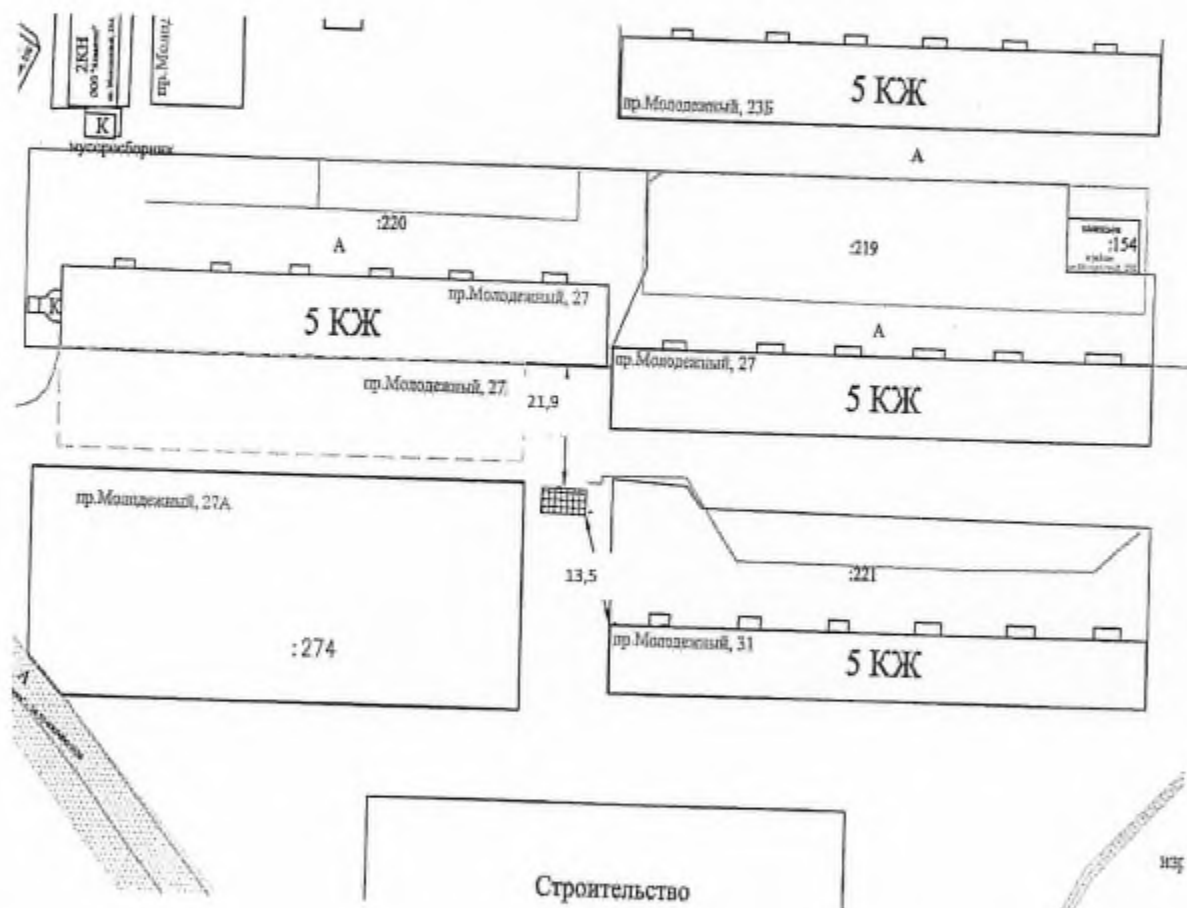 2КН
пр.Моло
К
мусоросборник
5 КЖ
пр.Молодежный, 23Б
А
:220
А
:219
:154
пр.Молодежный, 27
К
5 КЖ
А
пр.Молодежный, 27
пр.Молодежный, 27
21,9
5 КЖ
пр.Молодежный, 27А
13,5
:221
:274
пр.Молодежный, 31
5 КЖ
А
Строительство